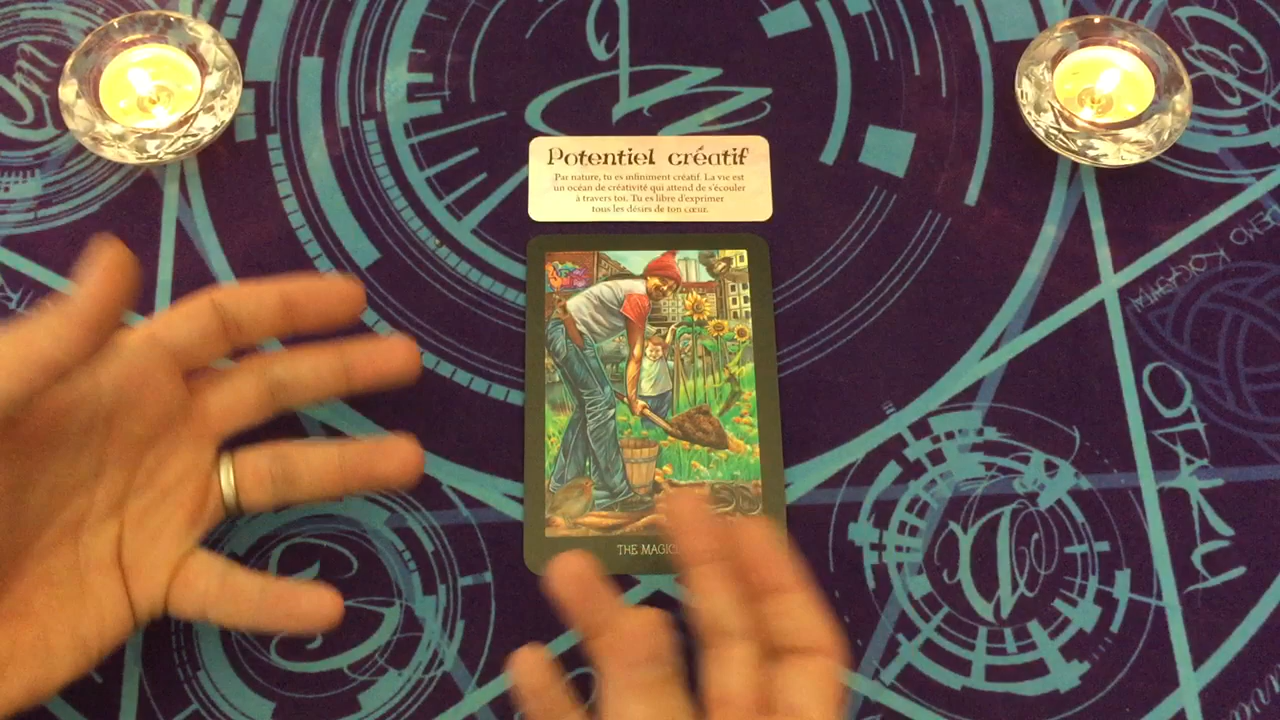 Potentiel créatif
Par nature, tu es infiniment créatif. La vie est
un océan de créativité qui attend de s'écouler
à travers toi. Tu es libre d'exprimer
tous les désirs de ton cœur.
THE MAGIC
OTAKU